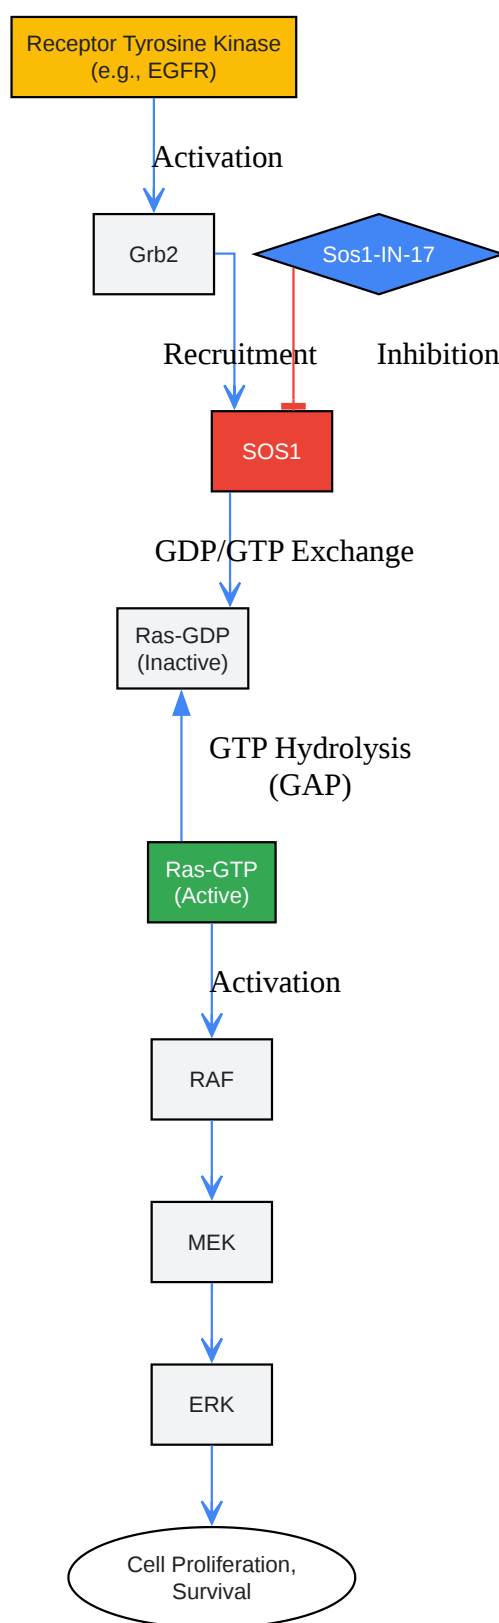 Receptor Tyrosine Kinase
(e.g., EGFR)
Activation
Grb2
Sos1-IN-17
Recruitment
Inhibition
SOS1
GDP/GTP Exchange
Ras-GDP
(Inactive)
GTP Hydrolysis
(GAP)
Ras-GTP
(Active)
Activation
RAF
MEK
ERK
Cell Proliferation,
Survival